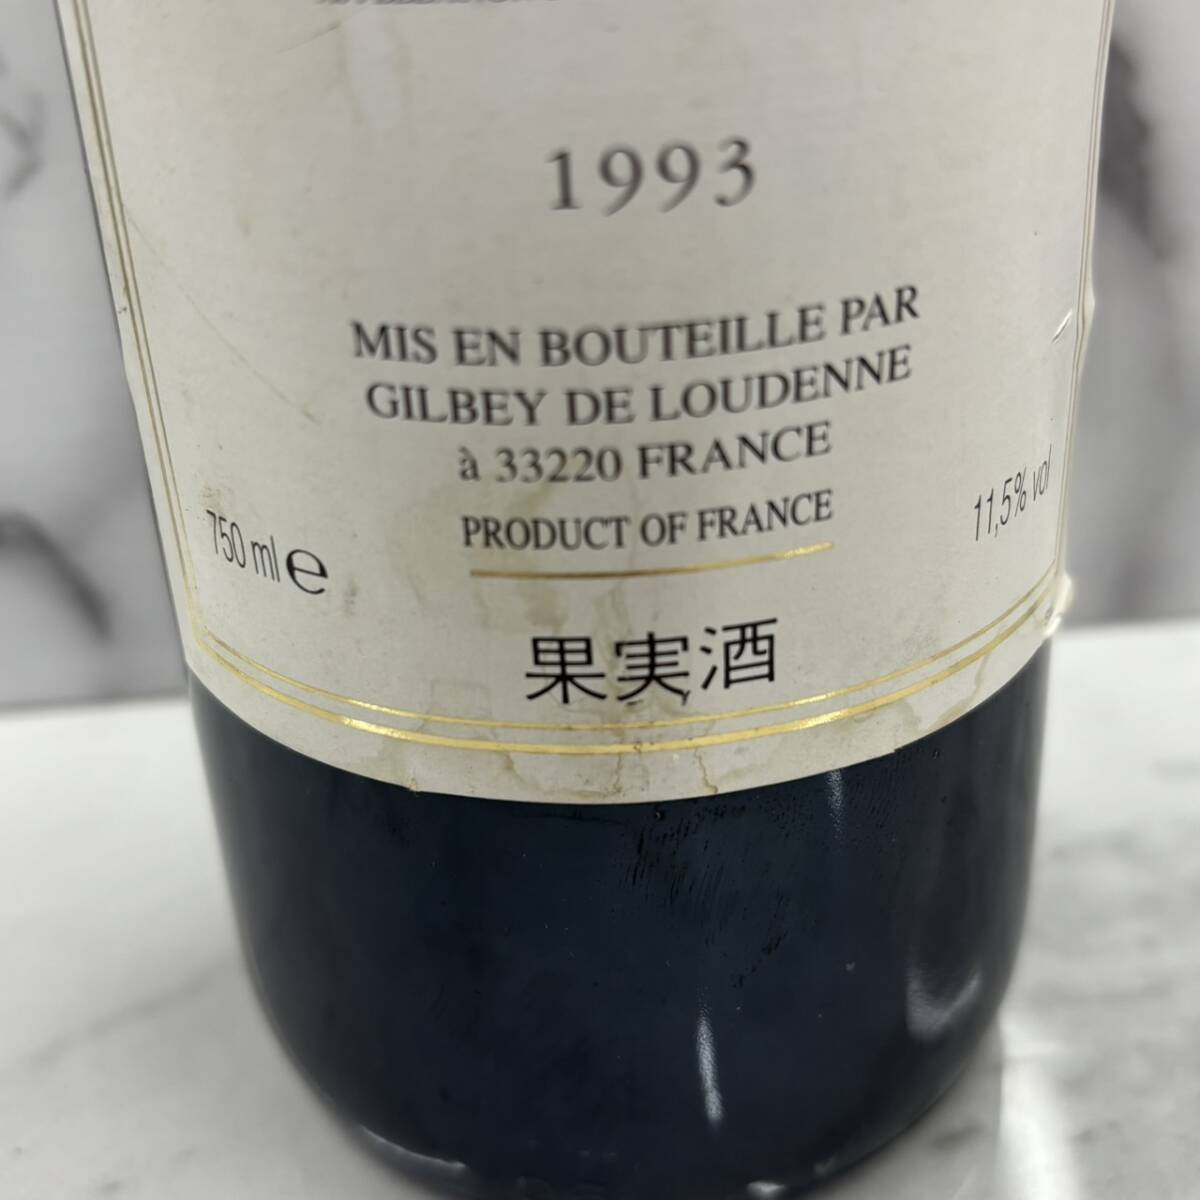 1993
MIS EN BOUTEILLE PAR
GILBEY DE LOUDENNE
à 33220 FRANCE
PRODUCT OF FRANCE
750 ml e
11,5% vol
果実酒